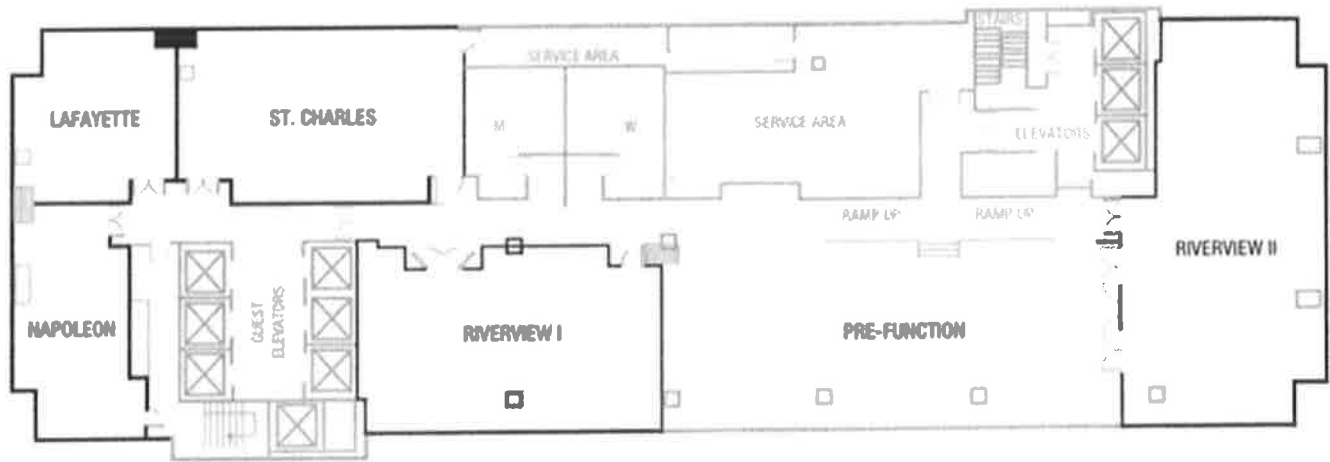 STAIRS
SERVICE AREA
LAFAYETTE
ST. CHARLES
M
W
SERVICE AREA
ELEVATORS
RAMP UP
RAMP UP
RIVERVIEW II
GUEST
ELEVATORS
NAPOLEON
RIVERVIEW I
PRE-FUNCTION